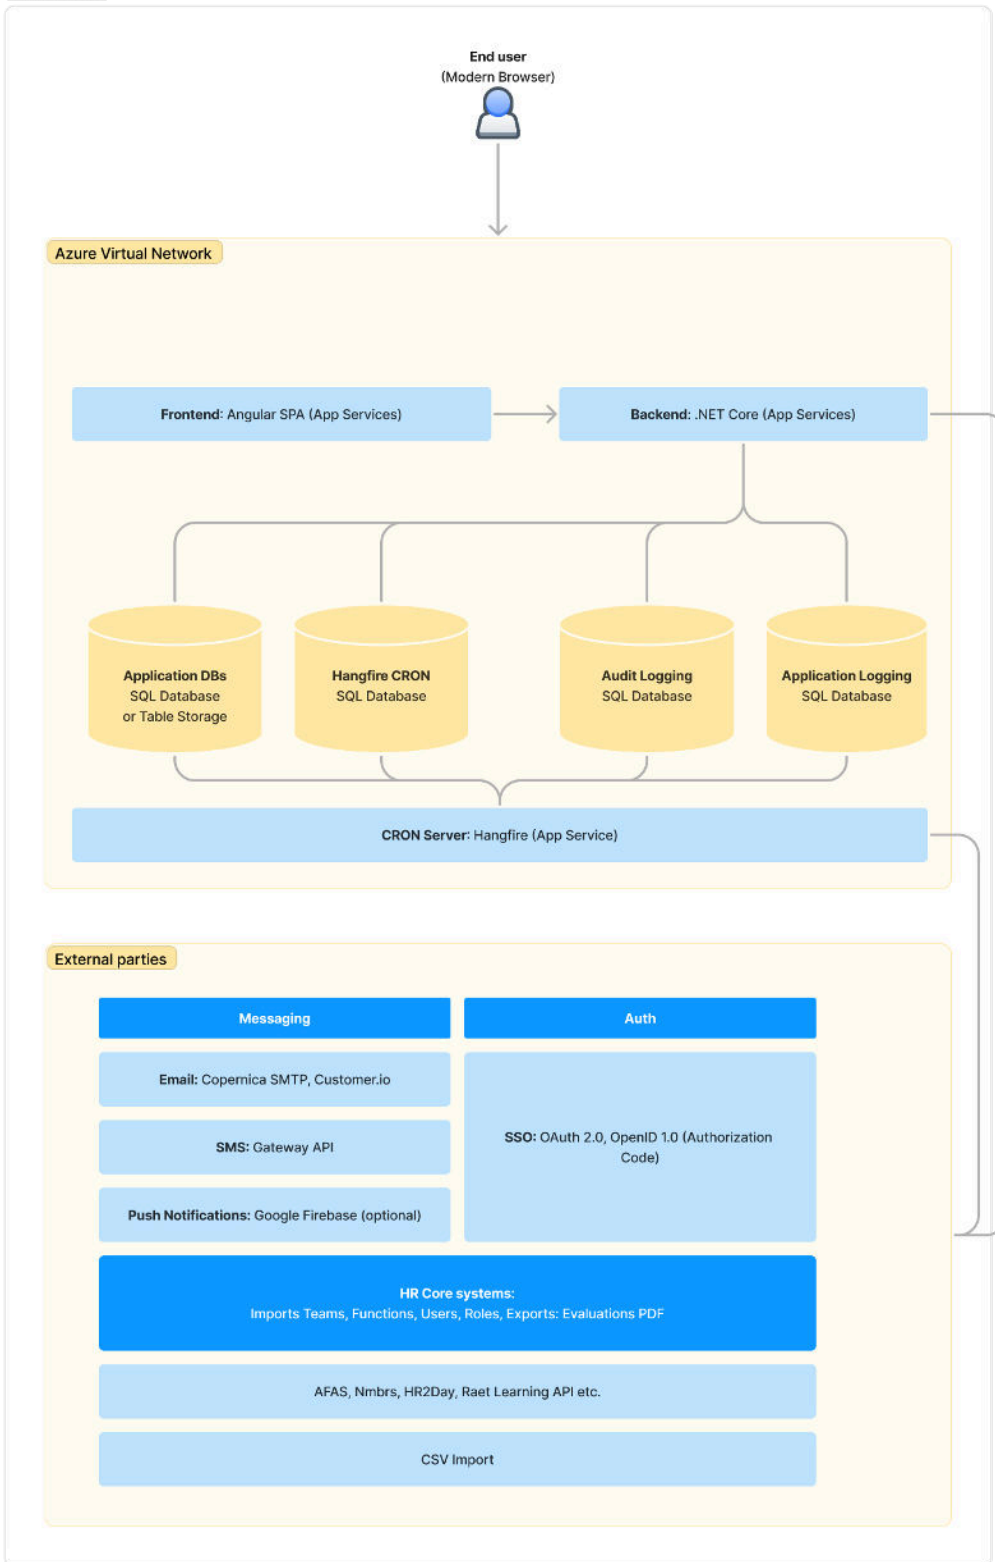 End user
(Modern Browser)
Azure Virtual Network
Frontend: Angular SPA (App Services)
Backend: .NET Core (App Services)
Application DBs
SQL Database
or Table Storage
Hangfire CRON
SQL Database
Audit Logging
SQL Database
Application Logging
SQL Database
CRON Server: Hangfire (App Service)
External parties
Messaging
Auth
Email: Copernica SMTP, Customer.io
SMS: Gateway API
Push Notifications: Google Firebase (optional)
SSO: OAuth 2.0, OpenID 1.0 (Authorization
Code)
HR Core systems:
Imports Teams, Functions, Users, Roles, Exports: Evaluations PDF
AFAS, Nmbrs, HR2Day, Raet Learning API etc.
CSV Import